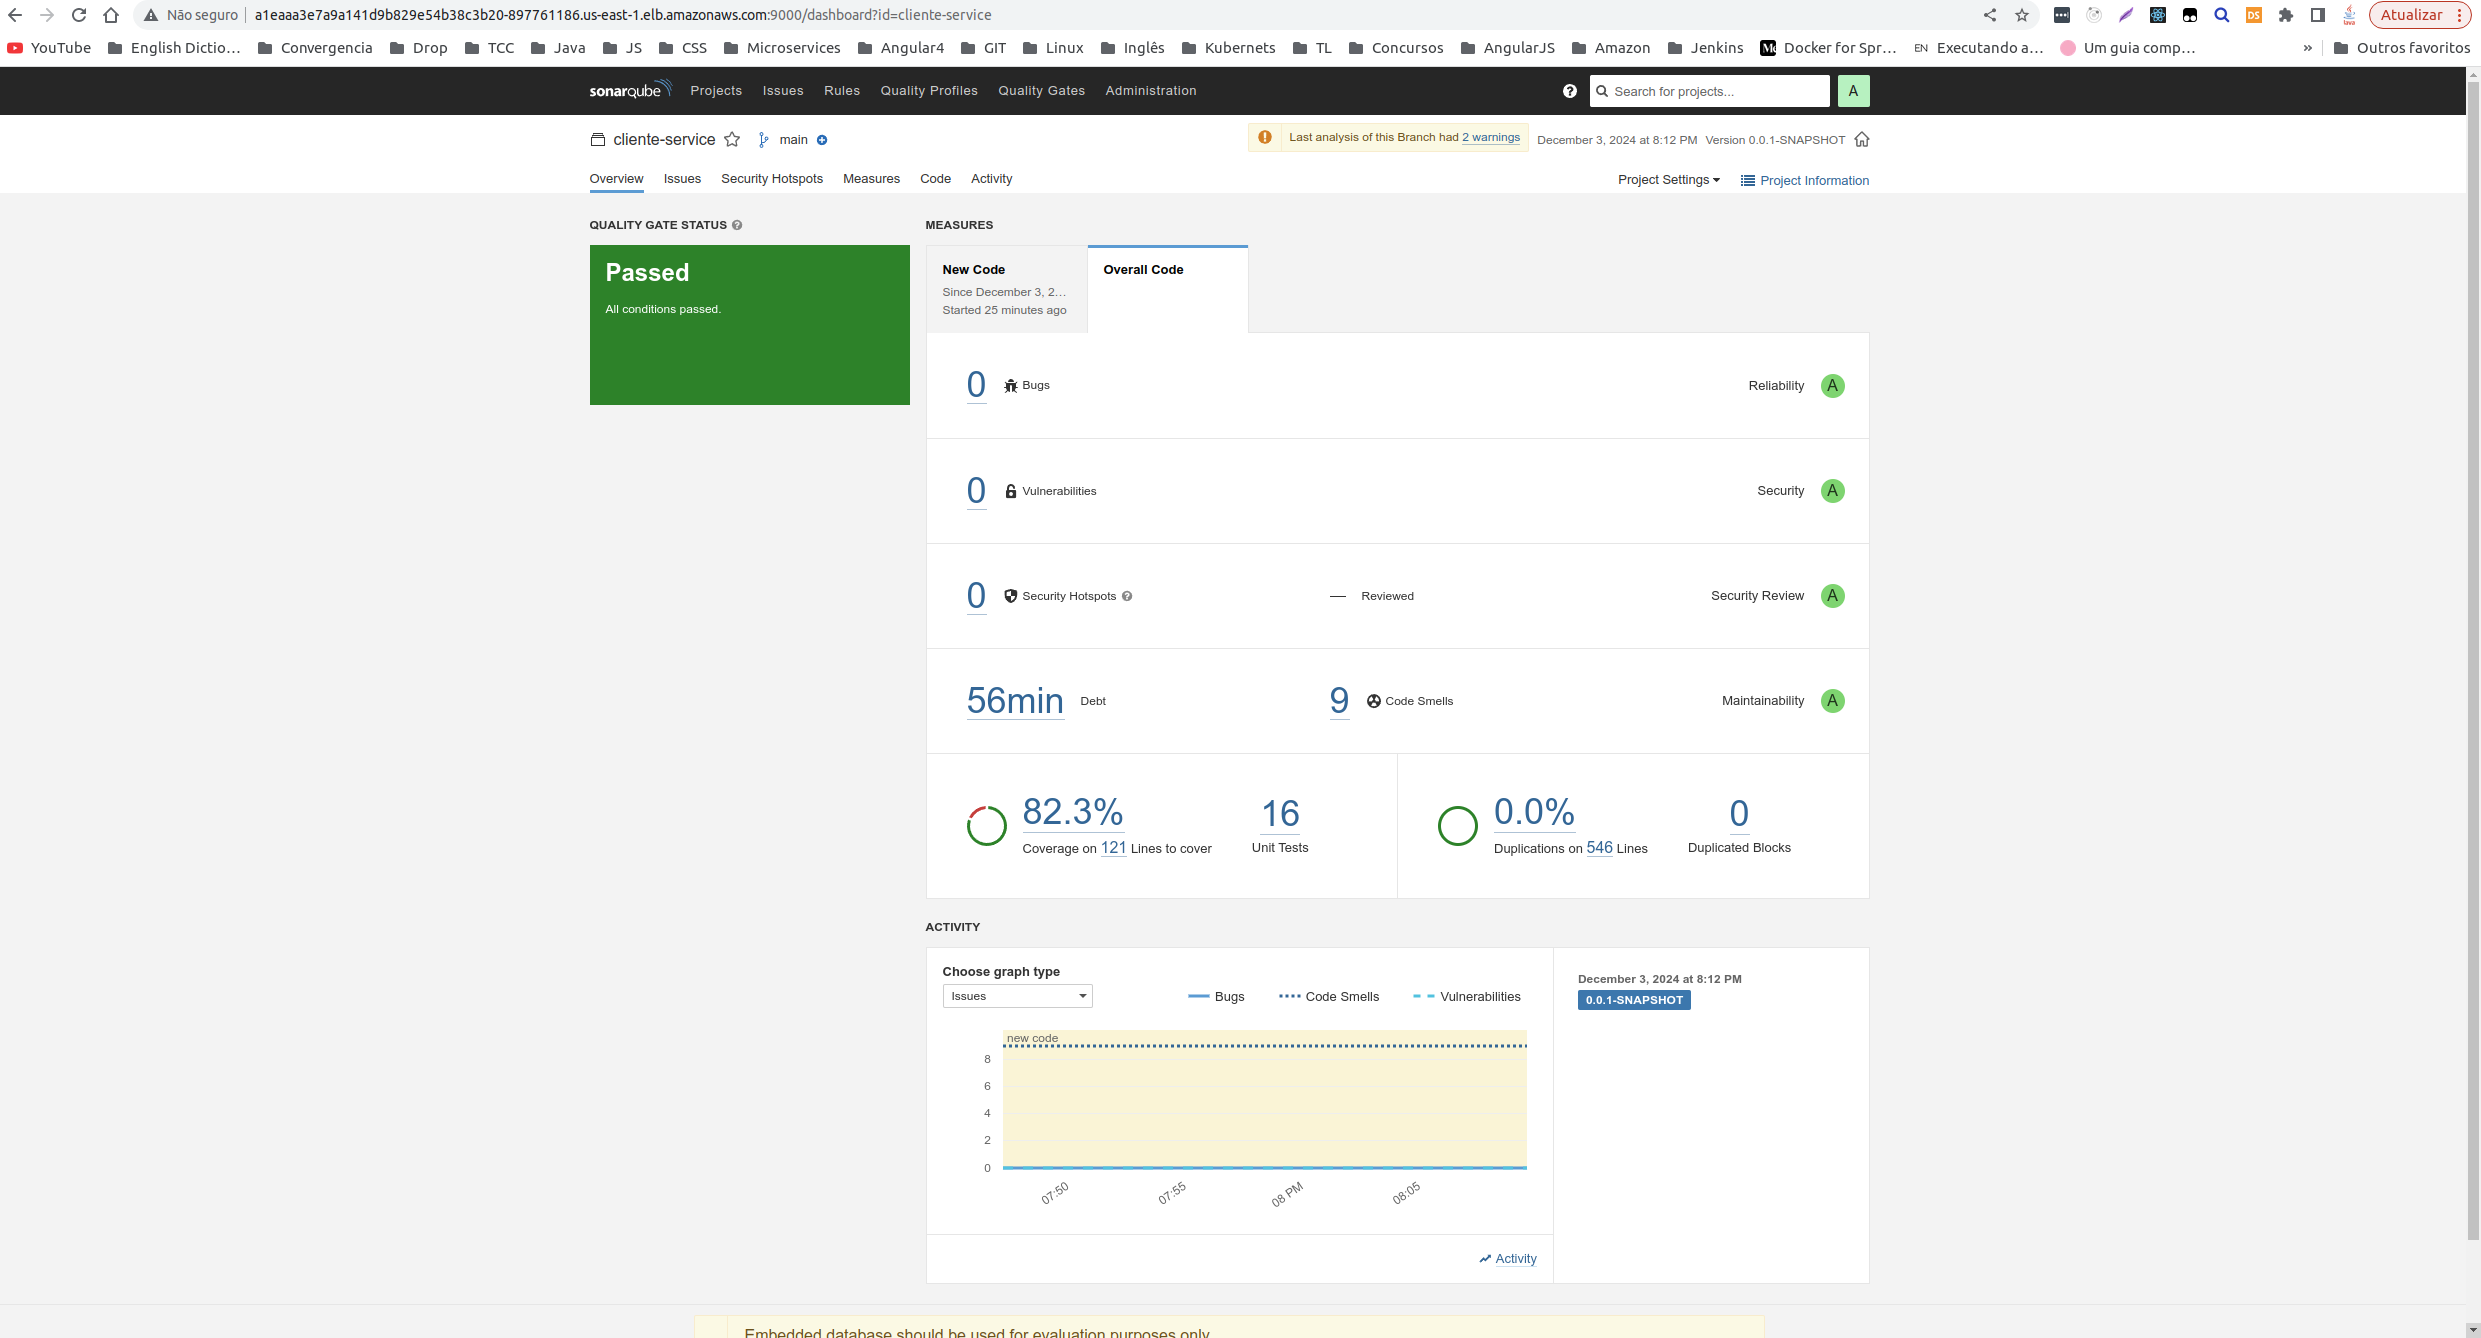 Não seguro a1eaaa3e7a9a141d9b829e54b38c3b20-897761186.us-east-1.elb.amazonaws.com:9000/dashboard?id=cliente-service Atualizar
YouTube English Dictio... Convergencia Drop TCC Java JS CSS Microservices Angular4 GIT Linux Inglês Kubernets TL Concursos AngularJS Amazon Jenkins Docker for Spr... EN Executando a... Um guia comp... » Outros favoritos
sonarqube Projects Issues Rules Quality Profiles Quality Gates Administration ? Search for projects... A
cliente-service main Last analysis of this Branch had 2 warnings December 3, 2024 at 8:12 PM Version 0.0.1-SNAPSHOT
Overview Issues Security Hotspots Measures Code Activity Project Settings Project Information
QUALITY GATE STATUS ?
Passed
All conditions passed.
MEASURES
New Code
Since December 3, 2...
Started 25 minutes ago
Overall Code
0 Bugs Reliability A
0 Vulnerabilities Security A
0 Security Hotspots ? — Reviewed Security Review A
56min Debt 9 Code Smells Maintainability A
82.3%
Coverage on 121 Lines to cover
16
Unit Tests
0.0%
Duplications on 546 Lines
0
Duplicated Blocks
ACTIVITY
Choose graph type
Issues
Bugs Code Smells Vulnerabilities
new code
8
6
4
2
0
07:50 07:55 08 PM 08:05
Activity
December 3, 2024 at 8:12 PM
0.0.1-SNAPSHOT
Embedded database should be used for evaluation purposes only